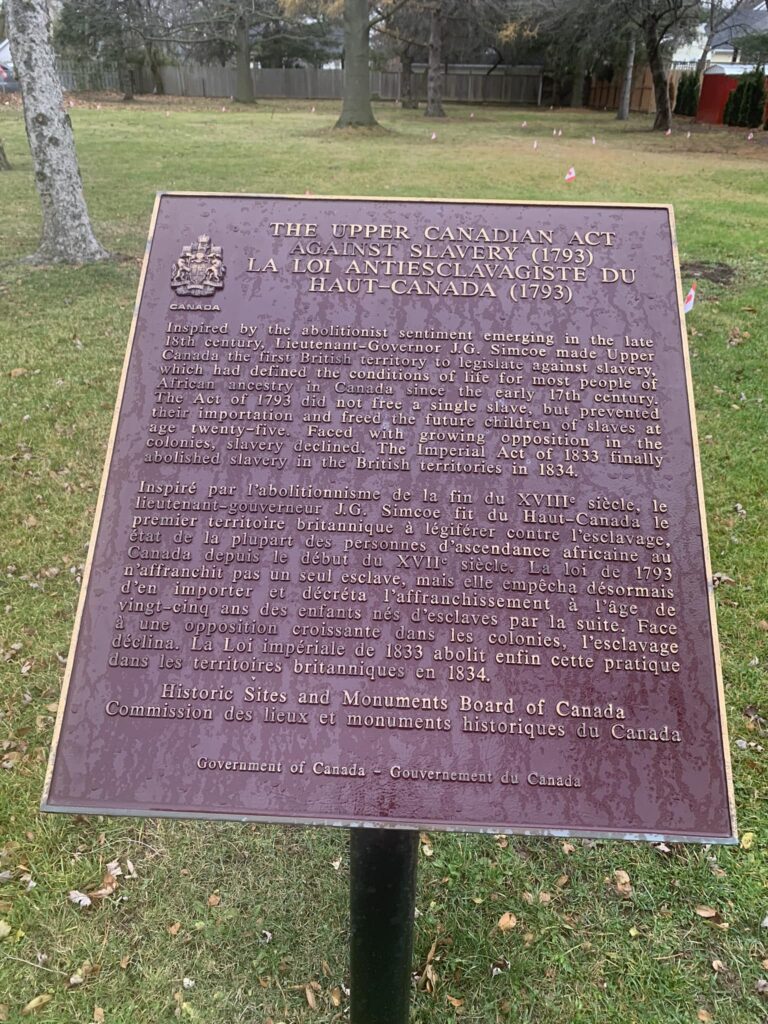 THE UPPER CANADIAN ACT
AGAINST SLAVERY (1793)
LA LOI ANTIESCLAVAGISTE DU
HAUT-CANADA (1793)
CANADA
Inspired by the abolitionist sentiment emerging in the late
18th century, Lieutenant-Governor J.G. Simcoe made Upper
Canada the first British territory to legislate against slavery,
which had defined the conditions of life for most people of
African ancestry in Canada since the early 17th century.
The Act of 1793 did not free a single slave, but prevented
their importation and freed the future children of slaves at
age twenty-five. Faced with growing opposition in the
colonies, slavery declined. The Imperial Act of 1833 finally
abolished slavery in the British territories in 1834.
Inspiré par l'abolitionnisme de la fin du XVIIIe siècle, le
lieutenant-gouverneur J.G. Simcoe fit du Haut-Canada le
premier territoire britannique à légiférer contre l'esclavage,
état de la plupart des personnes d'ascendance africaine au
Canada depuis le début du XVIIe siècle. La loi de 1793
n'affranchit pas un seul esclave, mais elle empêcha désormais
d'en importer et décréta l'affranchissement à l'âge de
vingt-cinq ans des enfants nés d'esclaves par la suite. Face
à une opposition croissante dans les colonies, l'esclavage
déclina. La Loi impériale de 1833 abolit enfin cette pratique
dans les territoires britanniques en 1834.
Historic Sites and Monuments Board of Canada
Commission des lieux et monuments historiques du Canada
Government of Canada - Gouvernement du Canada